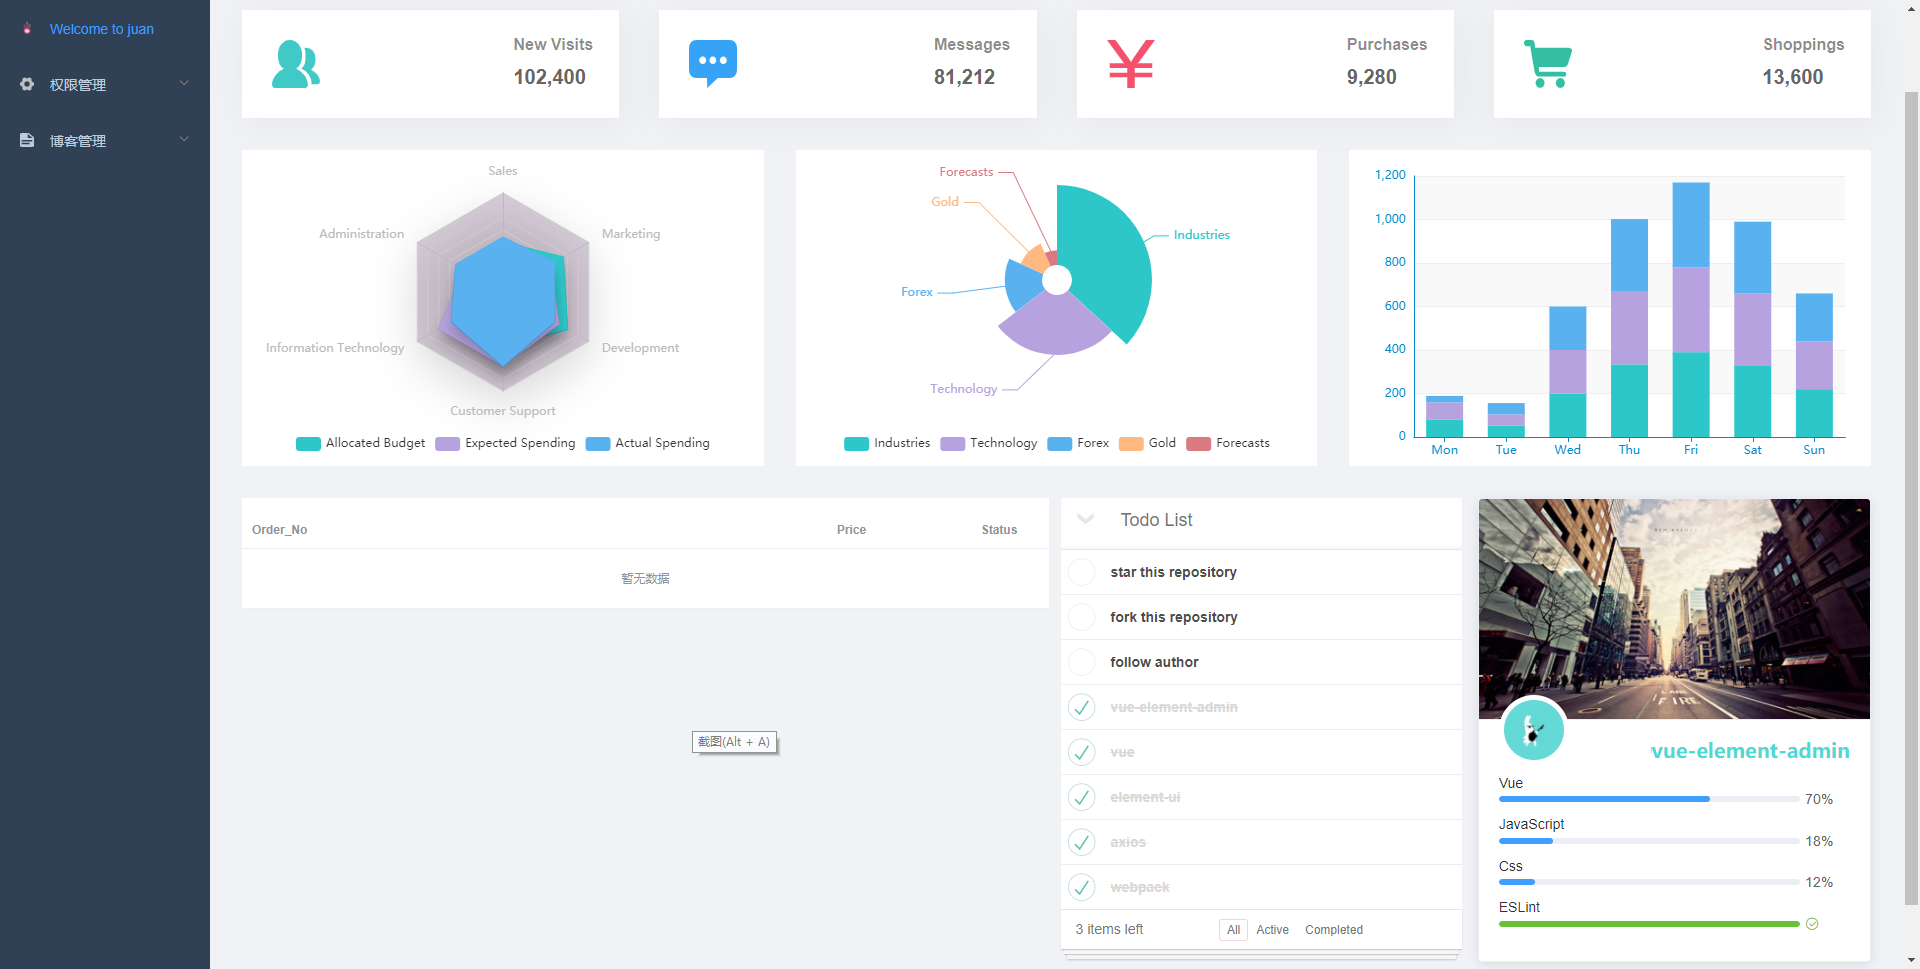 Welcome to juan
权限管理
博客管理
New Visits
102,400
Messages
81,212
Purchases
9,280
Shoppings
13,600
Sales
Marketing
Development
Customer Support
Information Technology
Administration
Allocated Budget
Expected Spending
Actual Spending
Forecasts
Gold
Industries
Forex
Technology
Industries
Technology
Forex
Gold
Forecasts
1,200
1,000
800
600
400
200
0
Mon
Tue
Wed
Thu
Fri
Sat
Sun
Order_No
Price
Status
暂无数据
截图(Alt + A)
Todo List
star this repository
fork this repository
follow author
vue-element-admin
vue
element-ui
axios
webpack
3 items left
All
Active
Completed
vue-element-admin
Vue
70%
JavaScript
18%
Css
12%
ESLint